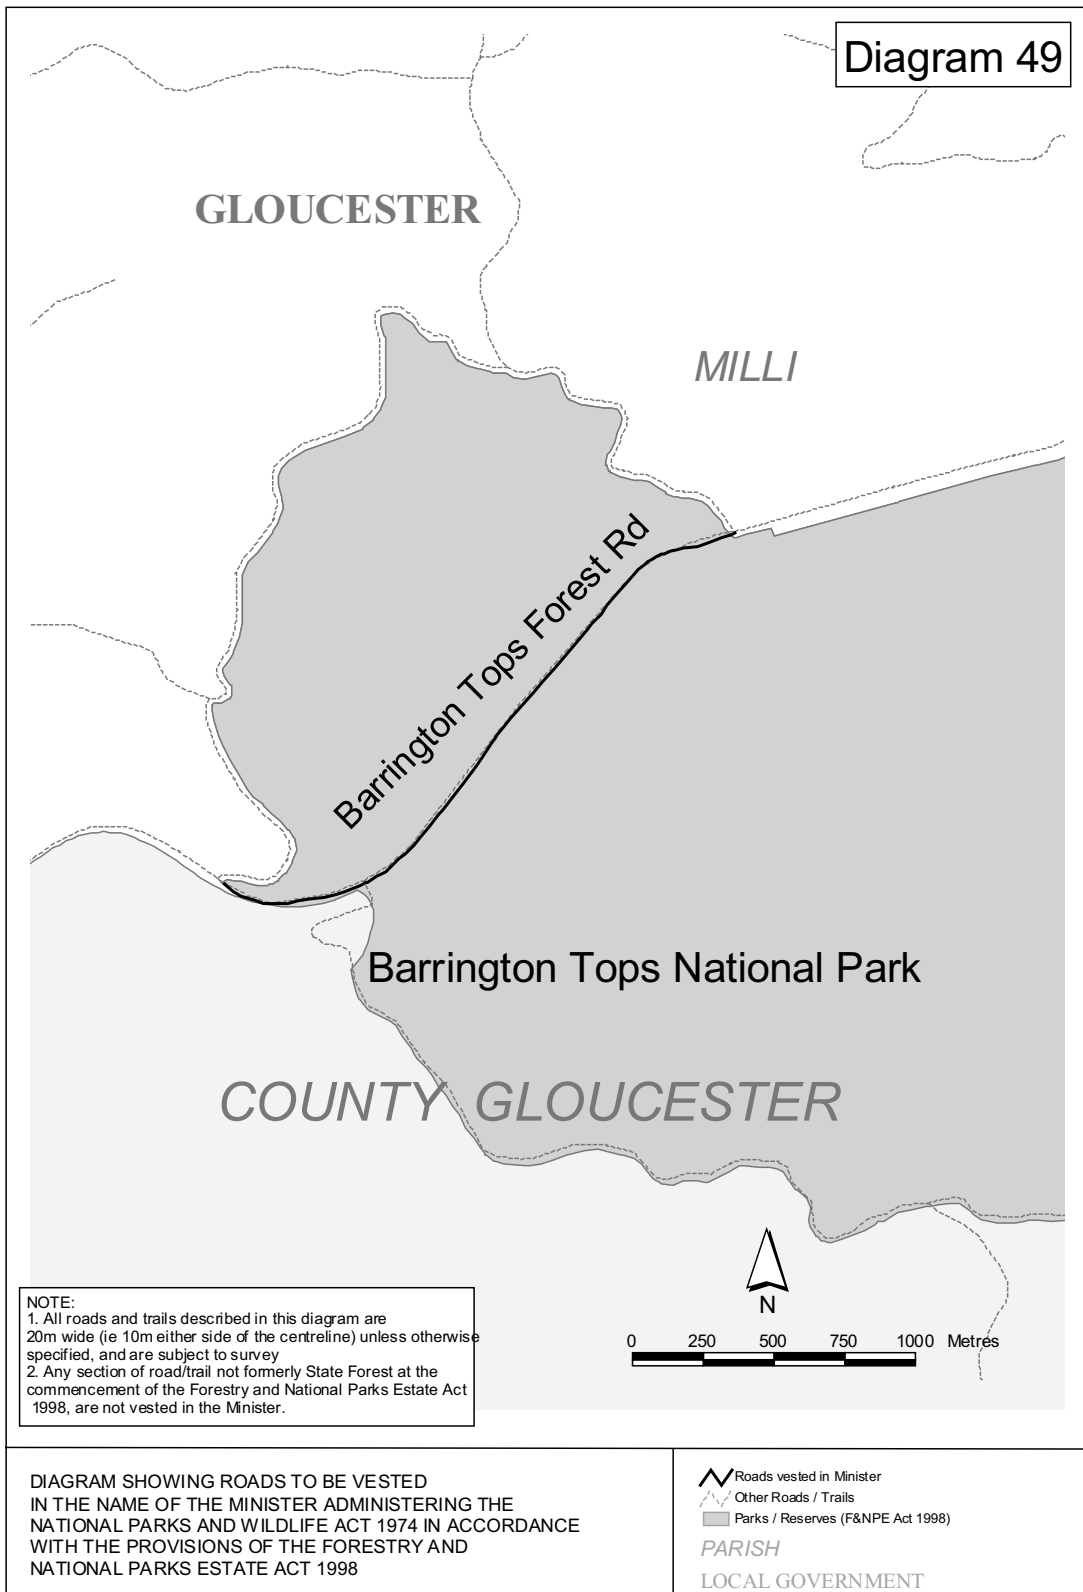 Diagram 49
GLOUCESTER
MILLI
Barrington Tops Forest Rd
Barrington Tops National Park
COUNTY GLOUCESTER
N
0 250 500 750 1000 Metres
NOTE:
1. All roads and trails described in this diagram are
20m wide (ie 10m either side of the centreline) unless otherwise
specified, and are subject to survey
2. Any section of road/trail not formerly State Forest at the
commencement of the Forestry and National Parks Estate Act
1998, are not vested in the Minister.
DIAGRAM SHOWING ROADS TO BE VESTED
IN THE NAME OF THE MINISTER ADMINISTERING THE
NATIONAL PARKS AND WILDLIFE ACT 1974 IN ACCORDANCE
WITH THE PROVISIONS OF THE FORESTRY AND
NATIONAL PARKS ESTATE ACT 1998
Roads vested in Minister
Other Roads / Trails
Parks / Reserves (F&NPE Act 1998)
PARISH
LOCAL GOVERNMENT